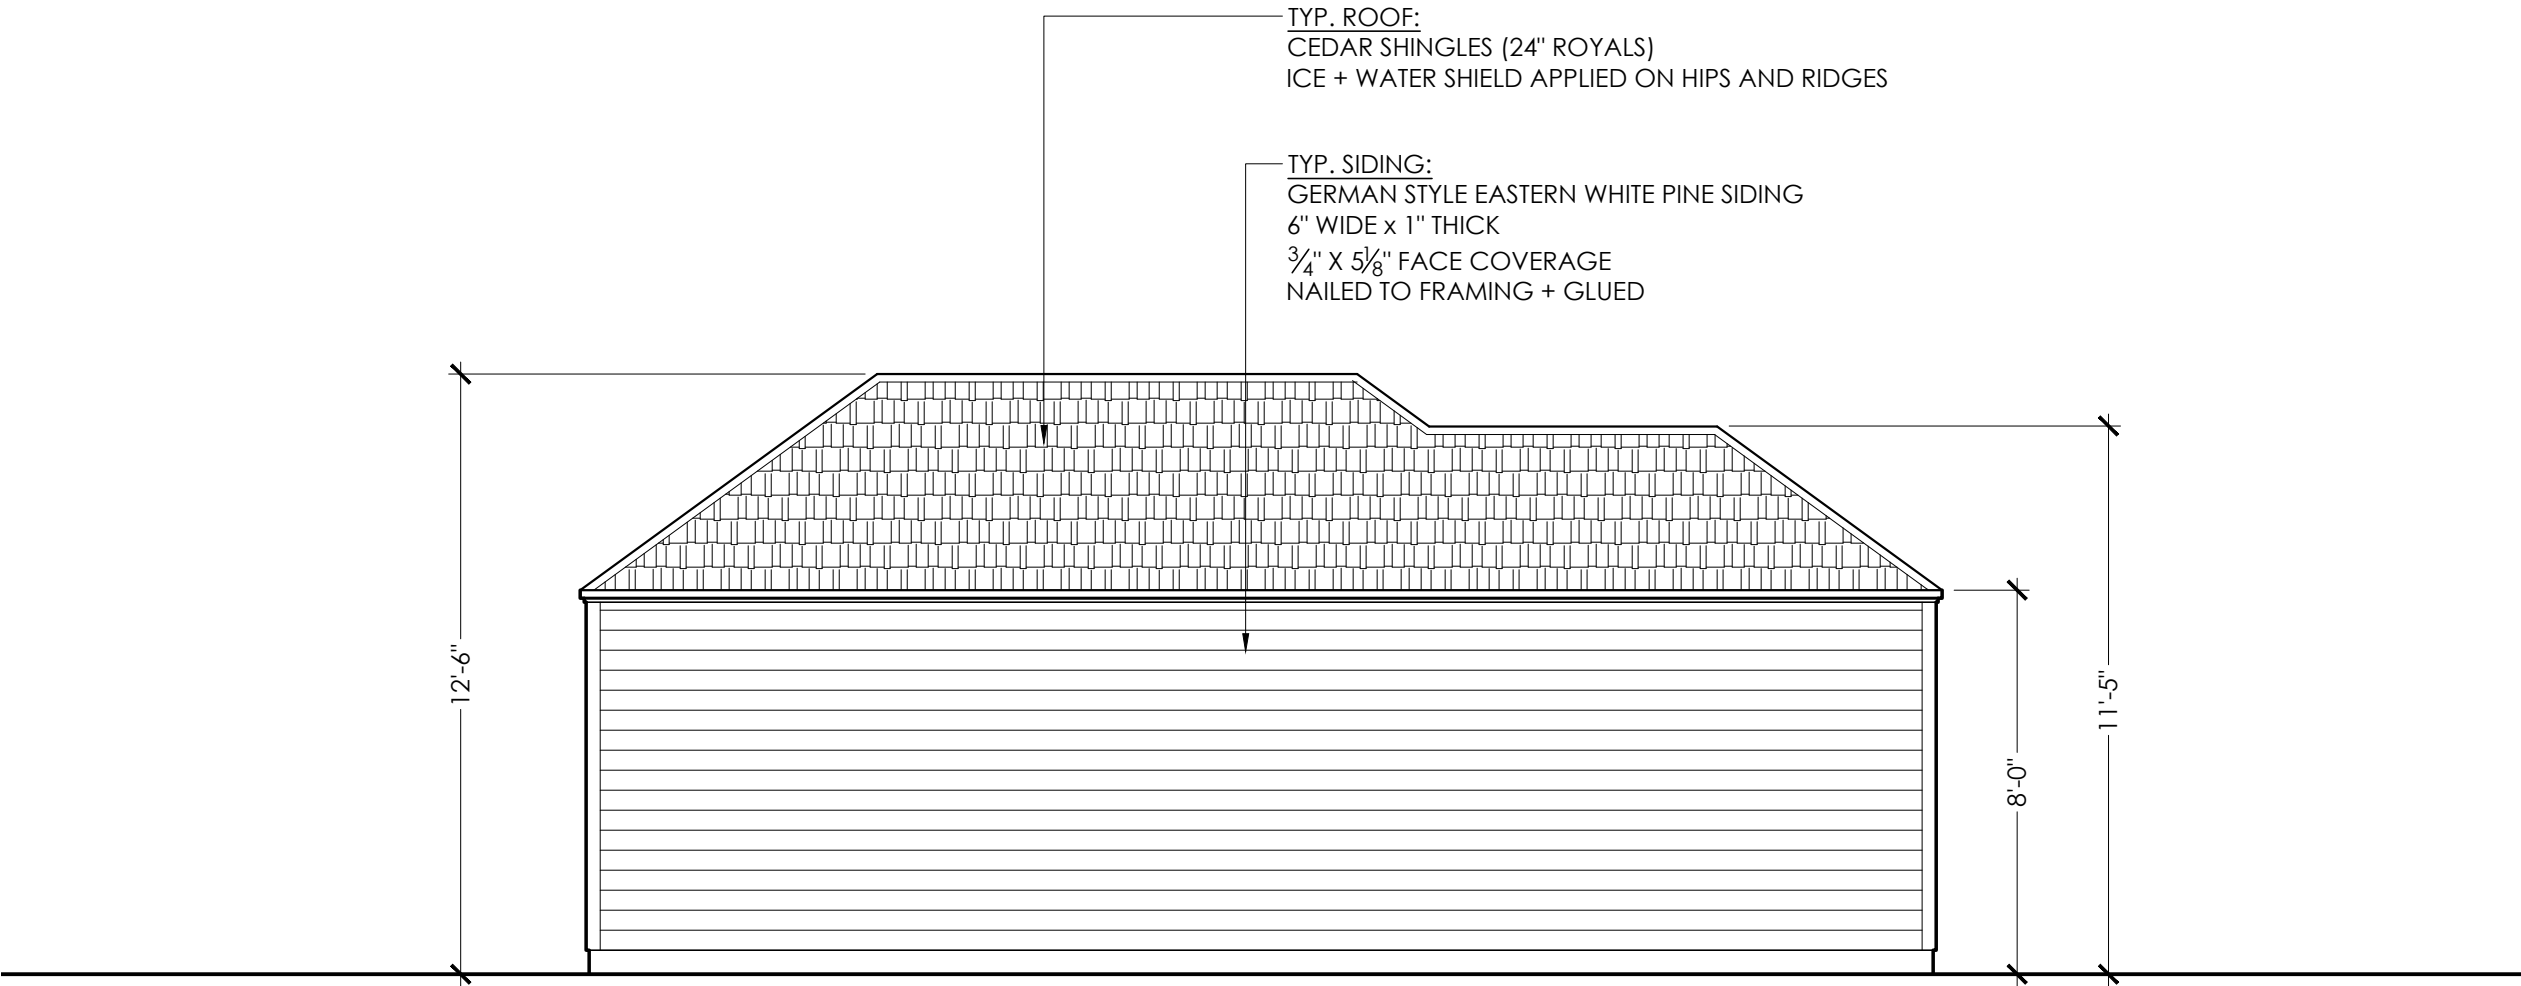 TYP. ROOF:
CEDAR SHINGLES (24" ROYALS)
ICE + WATER SHIELD APPLIED ON HIPS AND RIDGES
TYP. SIDING:
GERMAN STYLE EASTERN WHITE PINE SIDING
6" WIDE x 1" THICK
3/4" X 5 1/8" FACE COVERAGE
NAILED TO FRAMING + GLUED
12'-6"
8'-0"
11'-5"